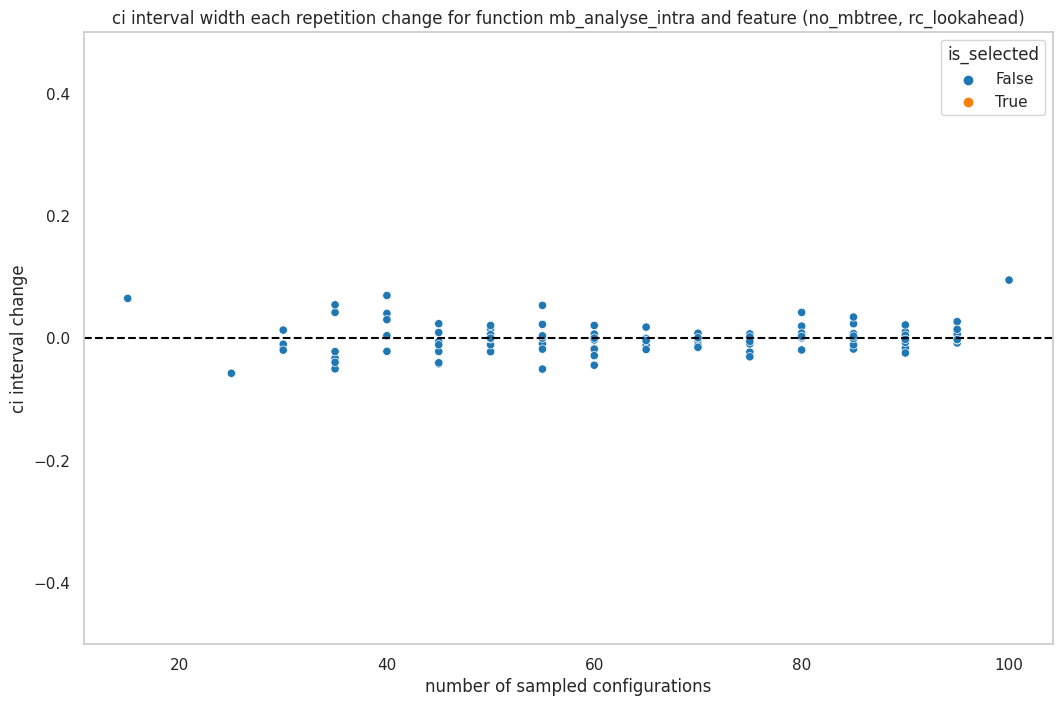 ci interval width each repetition change for function mb_analyse_intra and feature (no_mbtree, rc_lookahead)
is_selected
False
True
0.4
0.2
0.0
−0.2
−0.4
ci interval change
20
40
60
80
100
number of sampled configurations